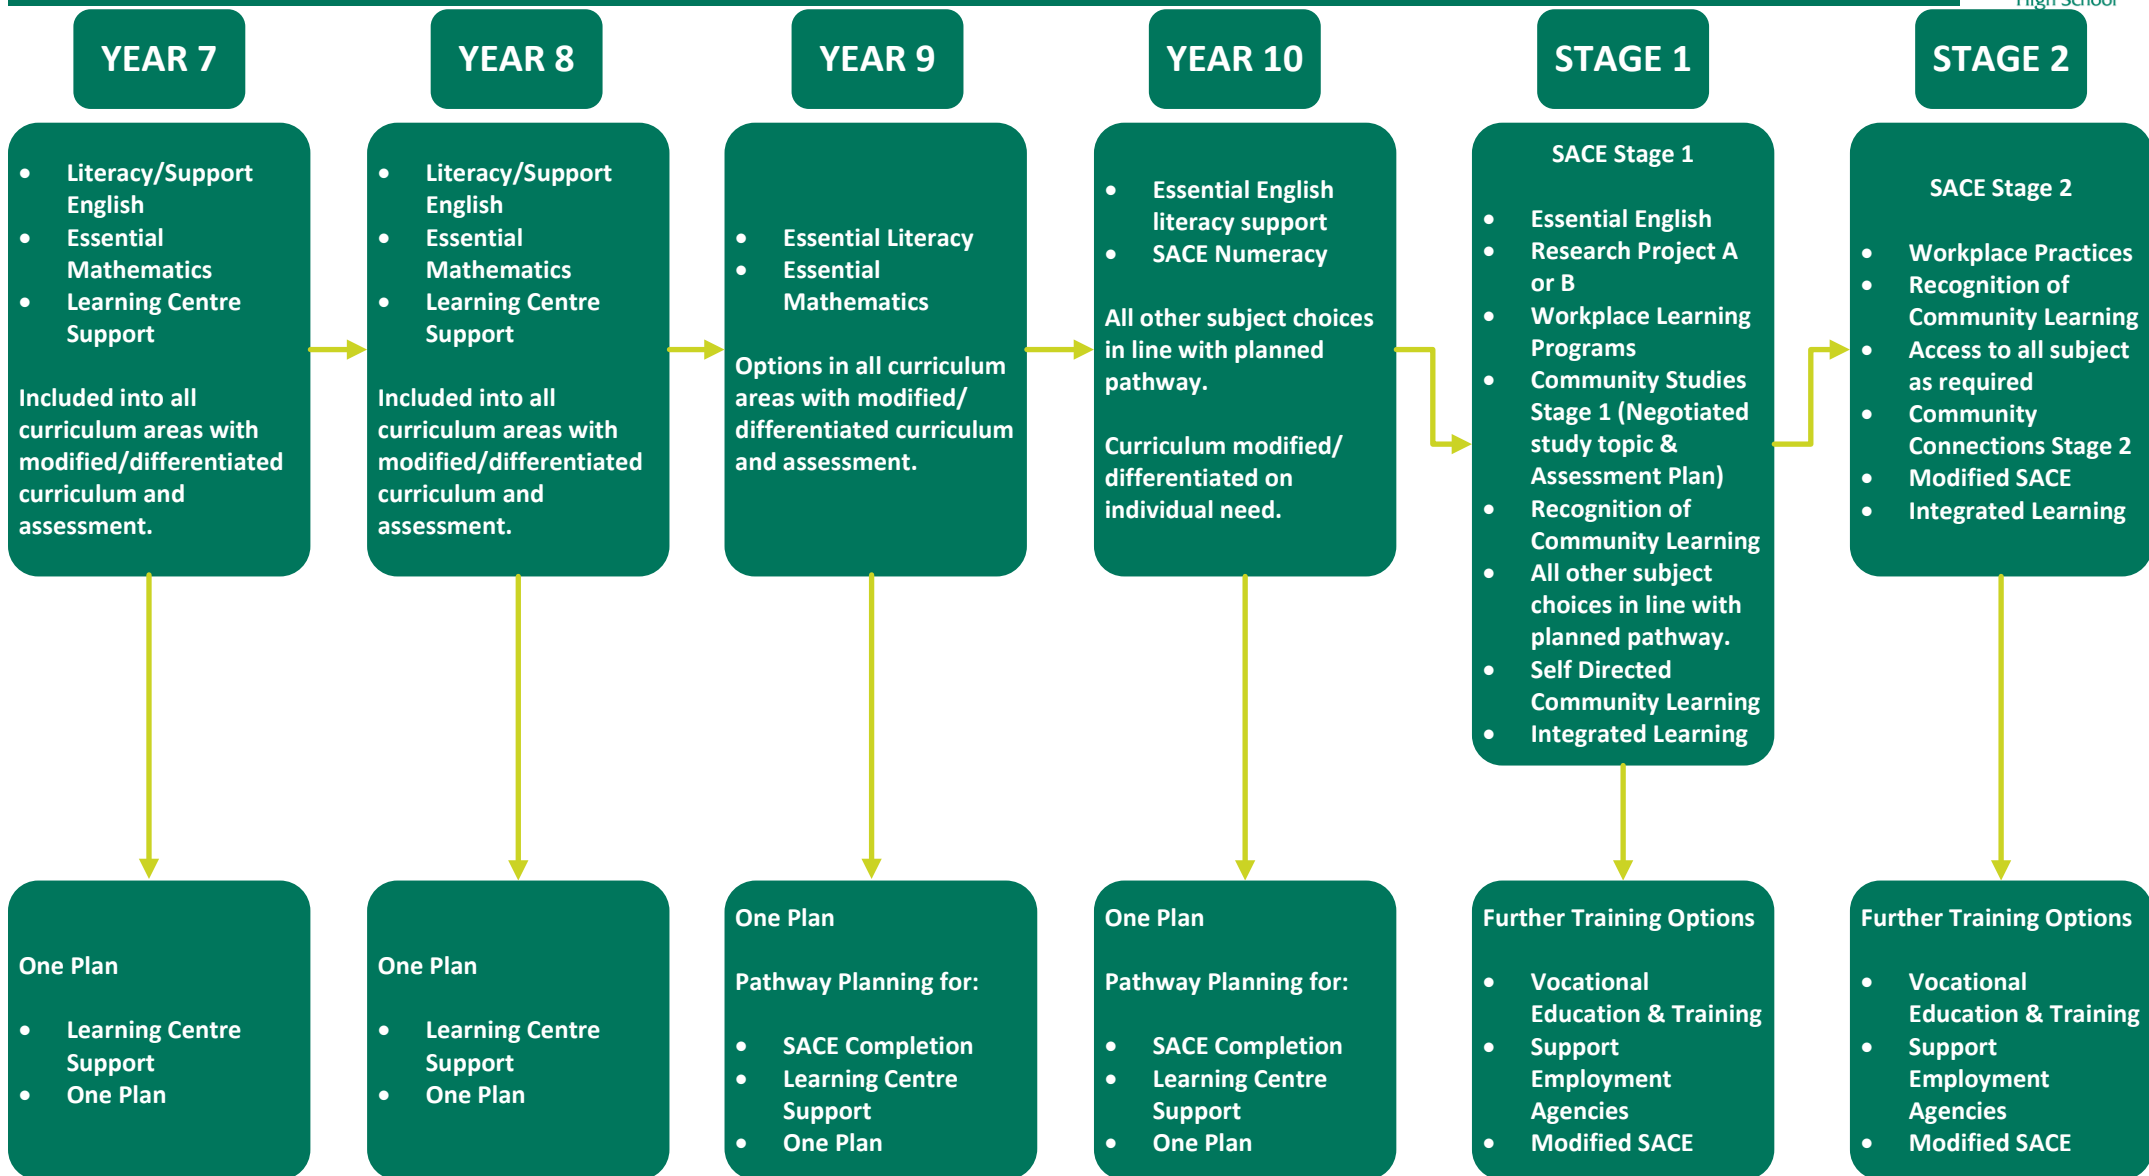 High School
YEAR 7
YEAR 8
YEAR 9
YEAR 10
STAGE 1
STAGE 2
• Literacy/Support
English
• Essential
Mathematics
• Learning Centre
Support
Included into all
curriculum areas with
modified/differentiated
curriculum and
assessment.
• Literacy/Support
English
• Essential
Mathematics
• Learning Centre
Support
Included into all
curriculum areas with
modified/differentiated
curriculum and
assessment.
• Essential Literacy
• Essential
Mathematics
Options in all curriculum
areas with modified/
differentiated curriculum
and assessment.
• Essential English
literacy support
• SACE Numeracy
All other subject choices
in line with planned
pathway.
Curriculum modified/
differentiated on
individual need.
SACE Stage 1
• Essential English
• Research Project A
or B
• Workplace Learning
Programs
• Community Studies
Stage 1 (Negotiated
study topic &
Assessment Plan)
• Recognition of
Community Learning
• All other subject
choices in line with
planned pathway.
• Self Directed
Community Learning
• Integrated Learning
SACE Stage 2
• Workplace Practices
• Recognition of
Community Learning
• Access to all subject
as required
• Community
Connections Stage 2
• Modified SACE
• Integrated Learning
One Plan
• Learning Centre
Support
• One Plan
One Plan
• Learning Centre
Support
• One Plan
One Plan
Pathway Planning for:
• SACE Completion
• Learning Centre
Support
• One Plan
One Plan
Pathway Planning for:
• SACE Completion
• Learning Centre
Support
• One Plan
Further Training Options
• Vocational
Education & Training
• Support
Employment
Agencies
• Modified SACE
Further Training Options
• Vocational
Education & Training
• Support
Employment
Agencies
• Modified SACE